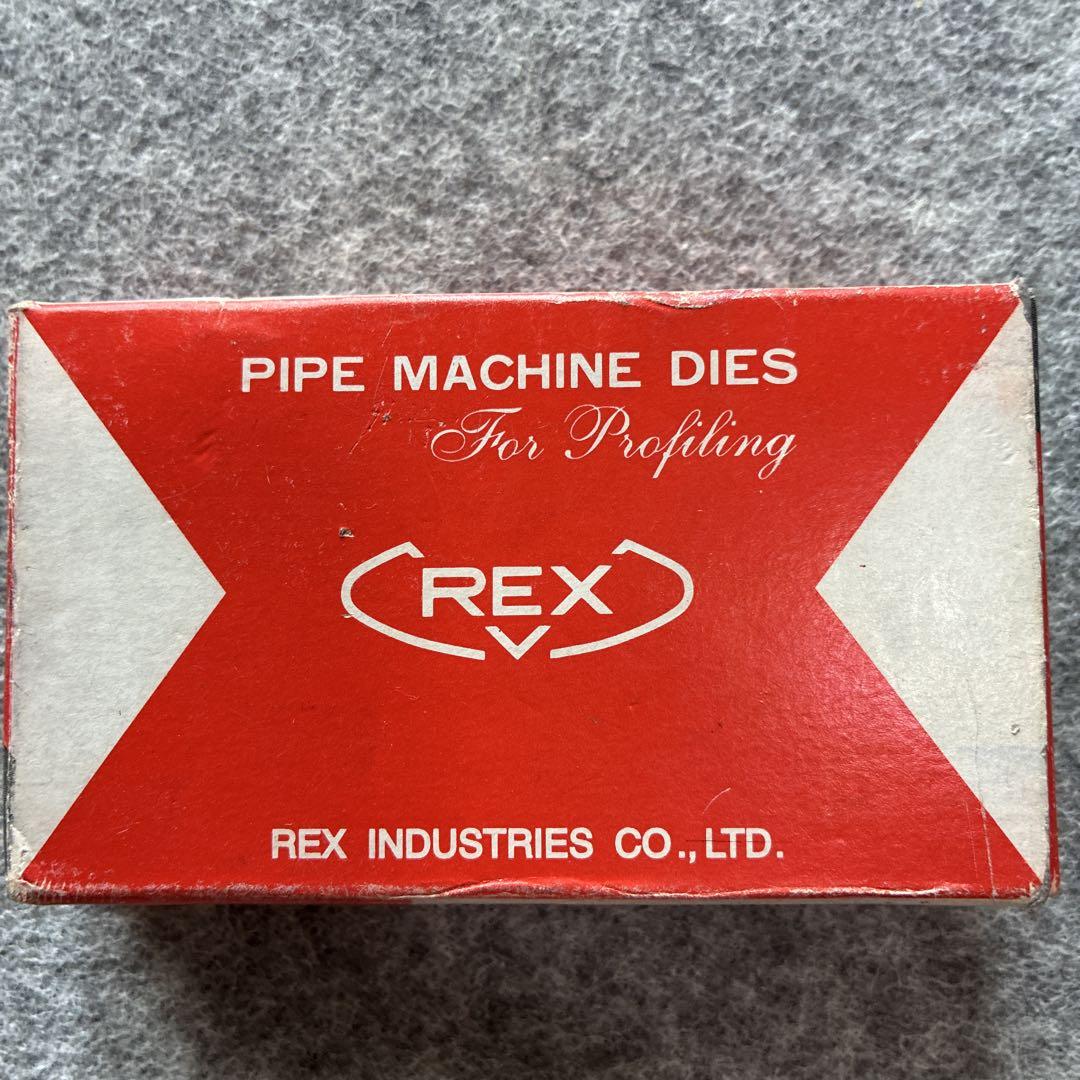 PIPE MACHINE DIES
For Profiling
REX
REX INDUSTRIES CO.,LTD.